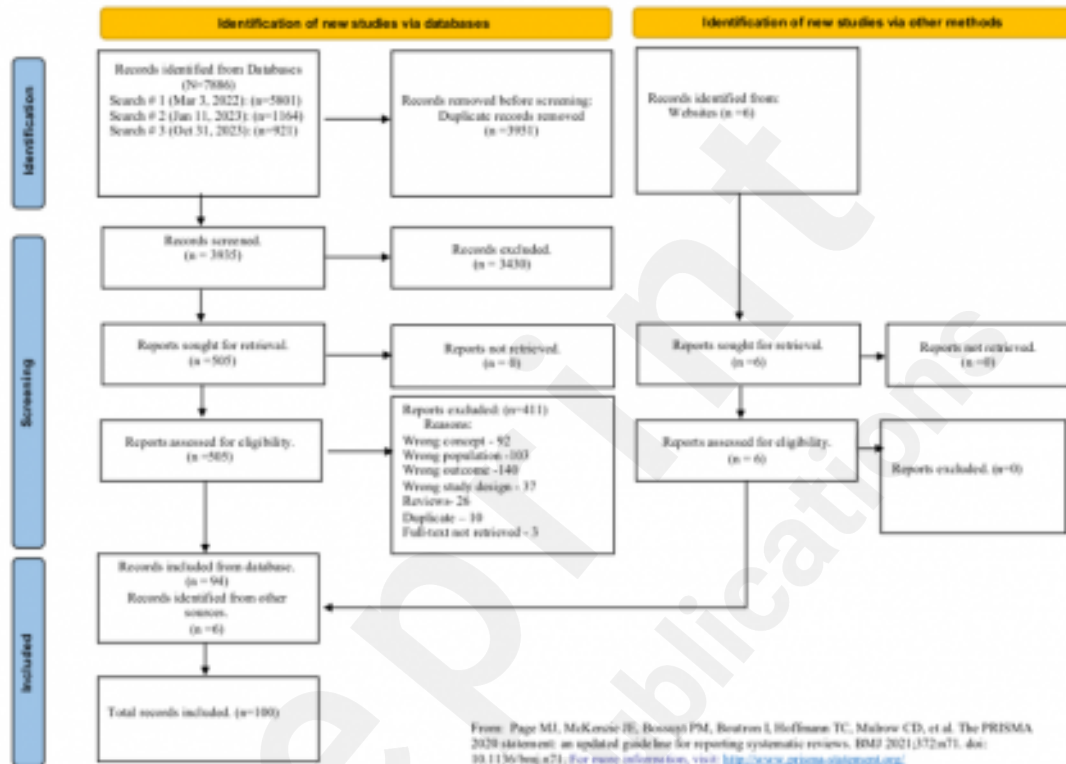 Identification of new studies via databases
Identification of new studies via other methods
Identification
Records identified from Databases
(N=7886)
Search # 1 (Mar 3, 2022): (n=5801)
Search # 2 (Jan 11, 2023): (n=1164)
Search # 3 (Oct 31, 2023): (n=921)
Records removed before screening:
Duplicate records removed
(n =3951)
Records identified from:
Websites (n =6)
Screening
Records screened.
(n = 3935)
Records excluded.
(n = 3430)
Reports sought for retrieval.
(n =505)
Reports not retrieved.
(n = 0)
Reports sought for retrieval.
(n =6)
Reports not retrieved.
(n =0)
Reports assessed for eligibility.
(n =505)
Reports excluded: (n=411)
Reasons:
Wrong concept - 92
Wrong population -103
Wrong outcome -140
Wrong study design - 37
Reviews- 26
Duplicate – 10
Full-text not retrieved - 3
Reports assessed for eligibility.
(n = 6)
Reports excluded. (n=0)
Included
Records included from database.
(n = 94)
Records identified from other
sources.
(n =6)
Total records included. (n=100)
From: Page MJ, McKenzie JE, Bossuyt PM, Boutron I, Hoffmann TC, Mulrow CD, et al. The PRISMA
2020 statement: an updated guideline for reporting systematic reviews. BMJ 2021;372:n71. doi:
10.1136/bmj.n71. For more information, visit: http://www.prisma-statement.org/